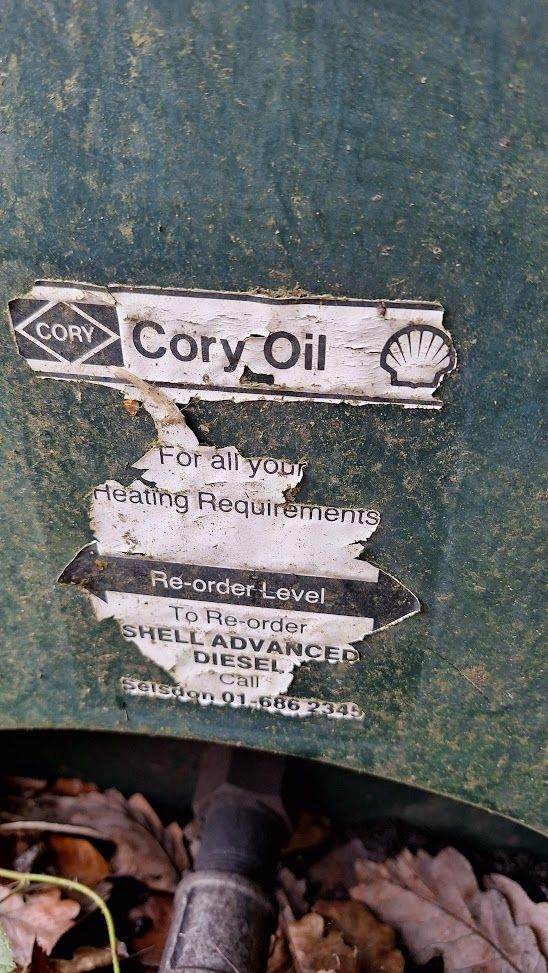 CORY
Cory Oil
For all your
Heating Requirements
Re-order Level
To Re-order
SHELL ADVANCED
DIESEL
Call
Selsdon 01-686 2345